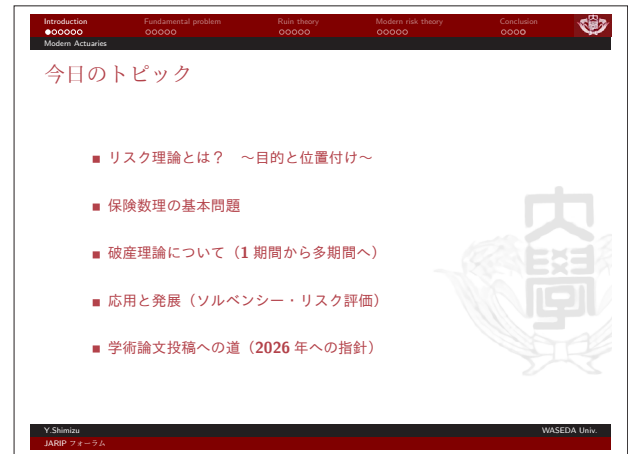 Introduction Fundamental problem Ruin theory Modern risk theory Conclusion
Modern Actuaries
今日のトピック
リスク理論とは？　～目的と位置付け～
保険数理の基本問題
破産理論について（1 期間から多期間へ）
応用と発展（ソルベンシー・リスク評価）
学術論文投稿への道（2026 年への指針）
大學
Y.Shimizu WASEDA Univ.
JARIP フォーラム